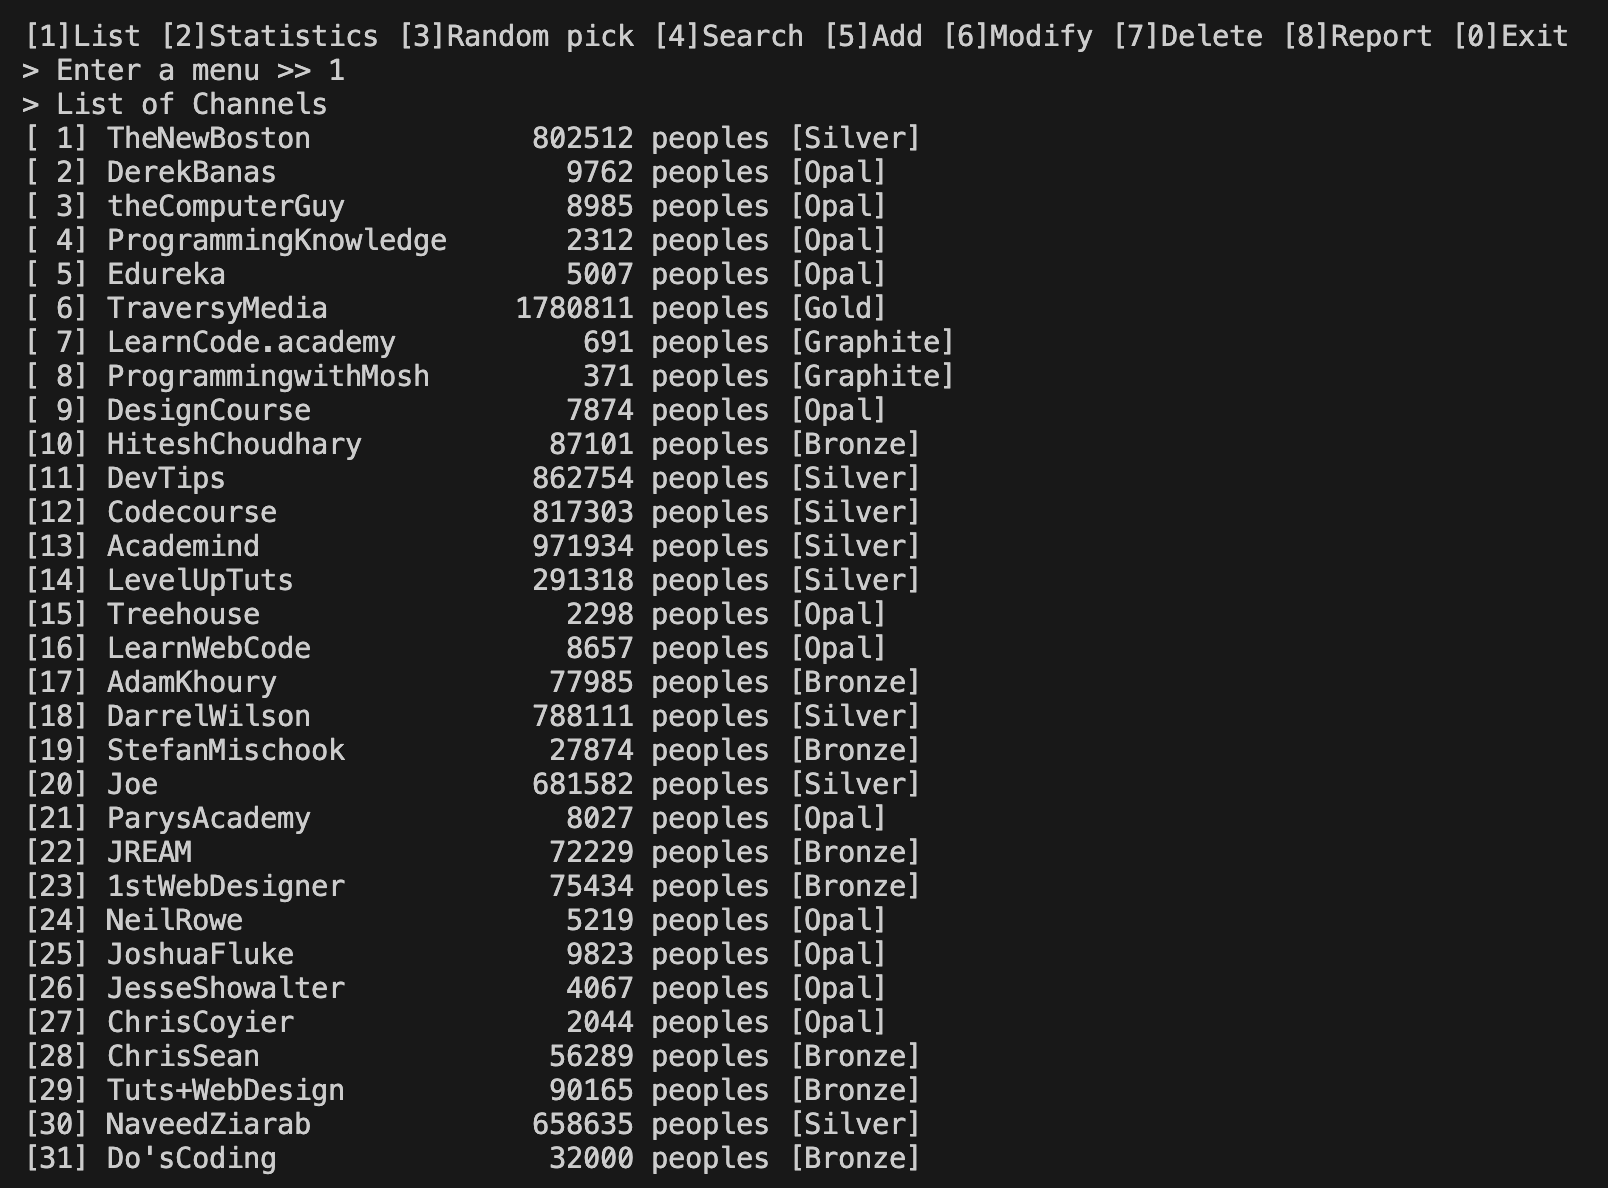 [1]List [2]Statistics [3]Random pick [4]Search [5]Add [6]Modify [7]Delete [8]Report [0]Exit
> Enter a menu >> 1
> List of Channels
[ 1] TheNewBoston             802512 peoples [Silver]
[ 2] DerekBanas                 9762 peoples [Opal]
[ 3] theComputerGuy             8985 peoples [Opal]
[ 4] ProgrammingKnowledge       2312 peoples [Opal]
[ 5] Edureka                    5007 peoples [Opal]
[ 6] TraversyMedia           1780811 peoples [Gold]
[ 7] LearnCode.academy           691 peoples [Graphite]
[ 8] ProgrammingwithMosh         371 peoples [Graphite]
[ 9] DesignCourse               7874 peoples [Opal]
[10] HiteshChoudhary           87101 peoples [Bronze]
[11] DevTips                  862754 peoples [Silver]
[12] Codecourse               817303 peoples [Silver]
[13] Academind                971934 peoples [Silver]
[14] LevelUpTuts              291318 peoples [Silver]
[15] Treehouse                  2298 peoples [Opal]
[16] LearnWebCode               8657 peoples [Opal]
[17] AdamKhoury                77985 peoples [Bronze]
[18] DarrelWilson             788111 peoples [Silver]
[19] StefanMischook            27874 peoples [Bronze]
[20] Joe                      681582 peoples [Silver]
[21] ParysAcademy               8027 peoples [Opal]
[22] JREAM                     72229 peoples [Bronze]
[23] 1stWebDesigner            75434 peoples [Bronze]
[24] NeilRowe                   5219 peoples [Opal]
[25] JoshuaFluke                9823 peoples [Opal]
[26] JesseShowalter             4067 peoples [Opal]
[27] ChrisCoyier                2044 peoples [Opal]
[28] ChrisSean                 56289 peoples [Bronze]
[29] Tuts+WebDesign            90165 peoples [Bronze]
[30] NaveedZiarab             658635 peoples [Silver]
[31] Do'sCoding                32000 peoples [Bronze]